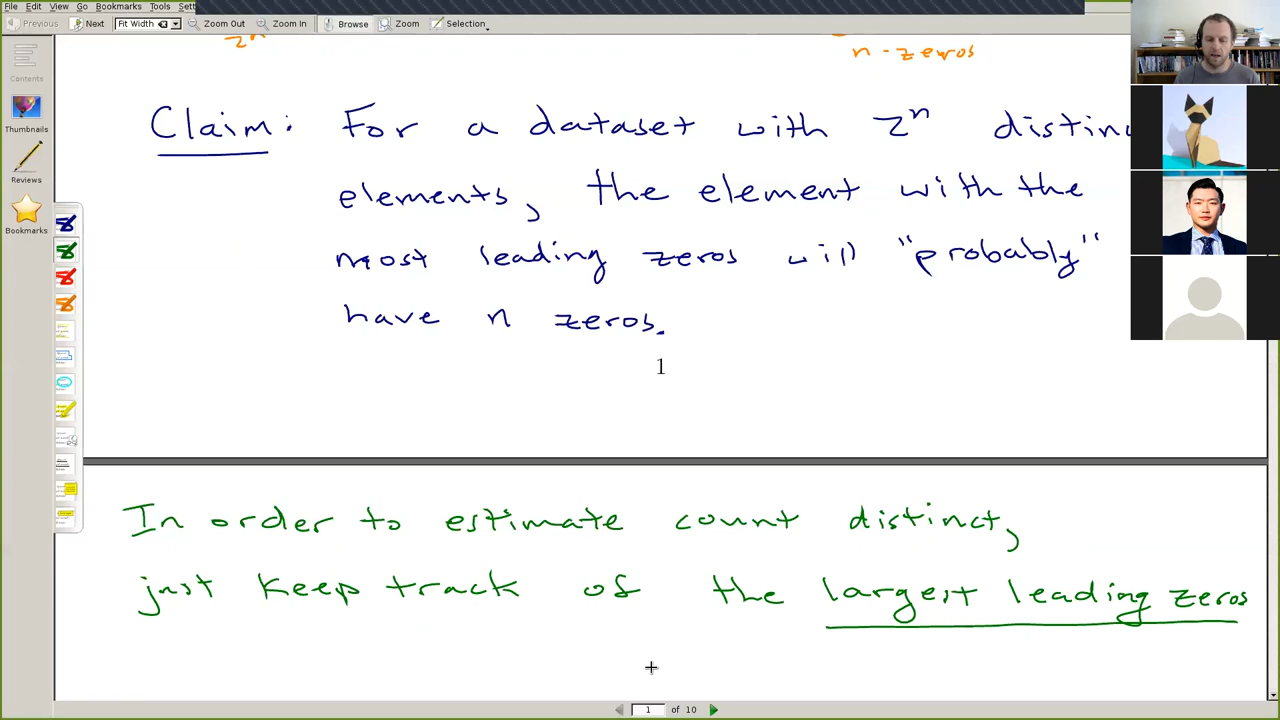 File Edit View Go Bookmarks Tools
Previous Next Fit Width Zoom Out Zoom In Browse Zoom Selection
Contents
Thumbnails
Reviews
Bookmarks
2ⁿ
n-zeros
Claim: For a dataset with 2ⁿ distinc
elements, the element with the
most leading zeros will "probably"
have n zeros.
1
In order to estimate count distinct,
just keep track of the largest leading zeros
1 of 10